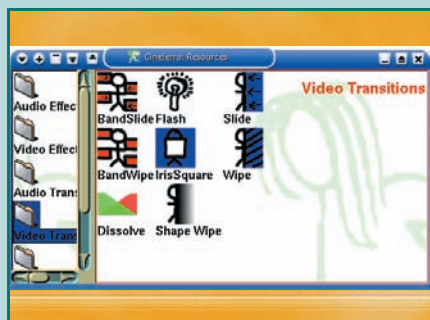 Cinelerra: Resources
Video Transitions
Audio Effec
Video Effect
Audio Trans
Video Trans
BandSlide Flash Slide
BandWipe IrisSquare Wipe
Dissolve Shape Wipe